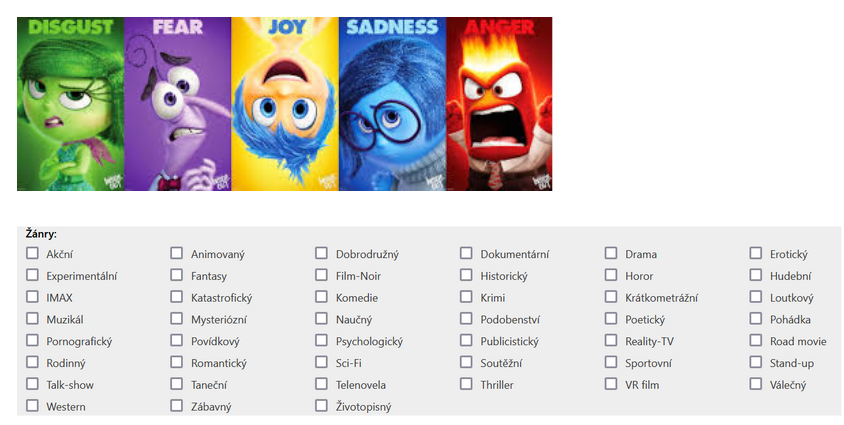 DISGUST FEAR JOY SADNESS ANGER
Žánry:
Akční Animovaný Dobrodružný Dokumentární Drama Erotický
Experimentální Fantasy Film-Noir Historický Horor Hudební
IMAX Katastrofický Komedie Krimi Krátkometrážní Loutkový
Muzikál Mysteriózní Naučný Podobenství Poetický Pohádka
Pornografický Povídkový Psychologický Publicistický Reality-TV Road movie
Rodinný Romantický Sci-Fi Soutěžní Sportovní Stand-up
Talk-show Taneční Telenovela Thriller VR film Válečný
Western Zábavný Životopisný